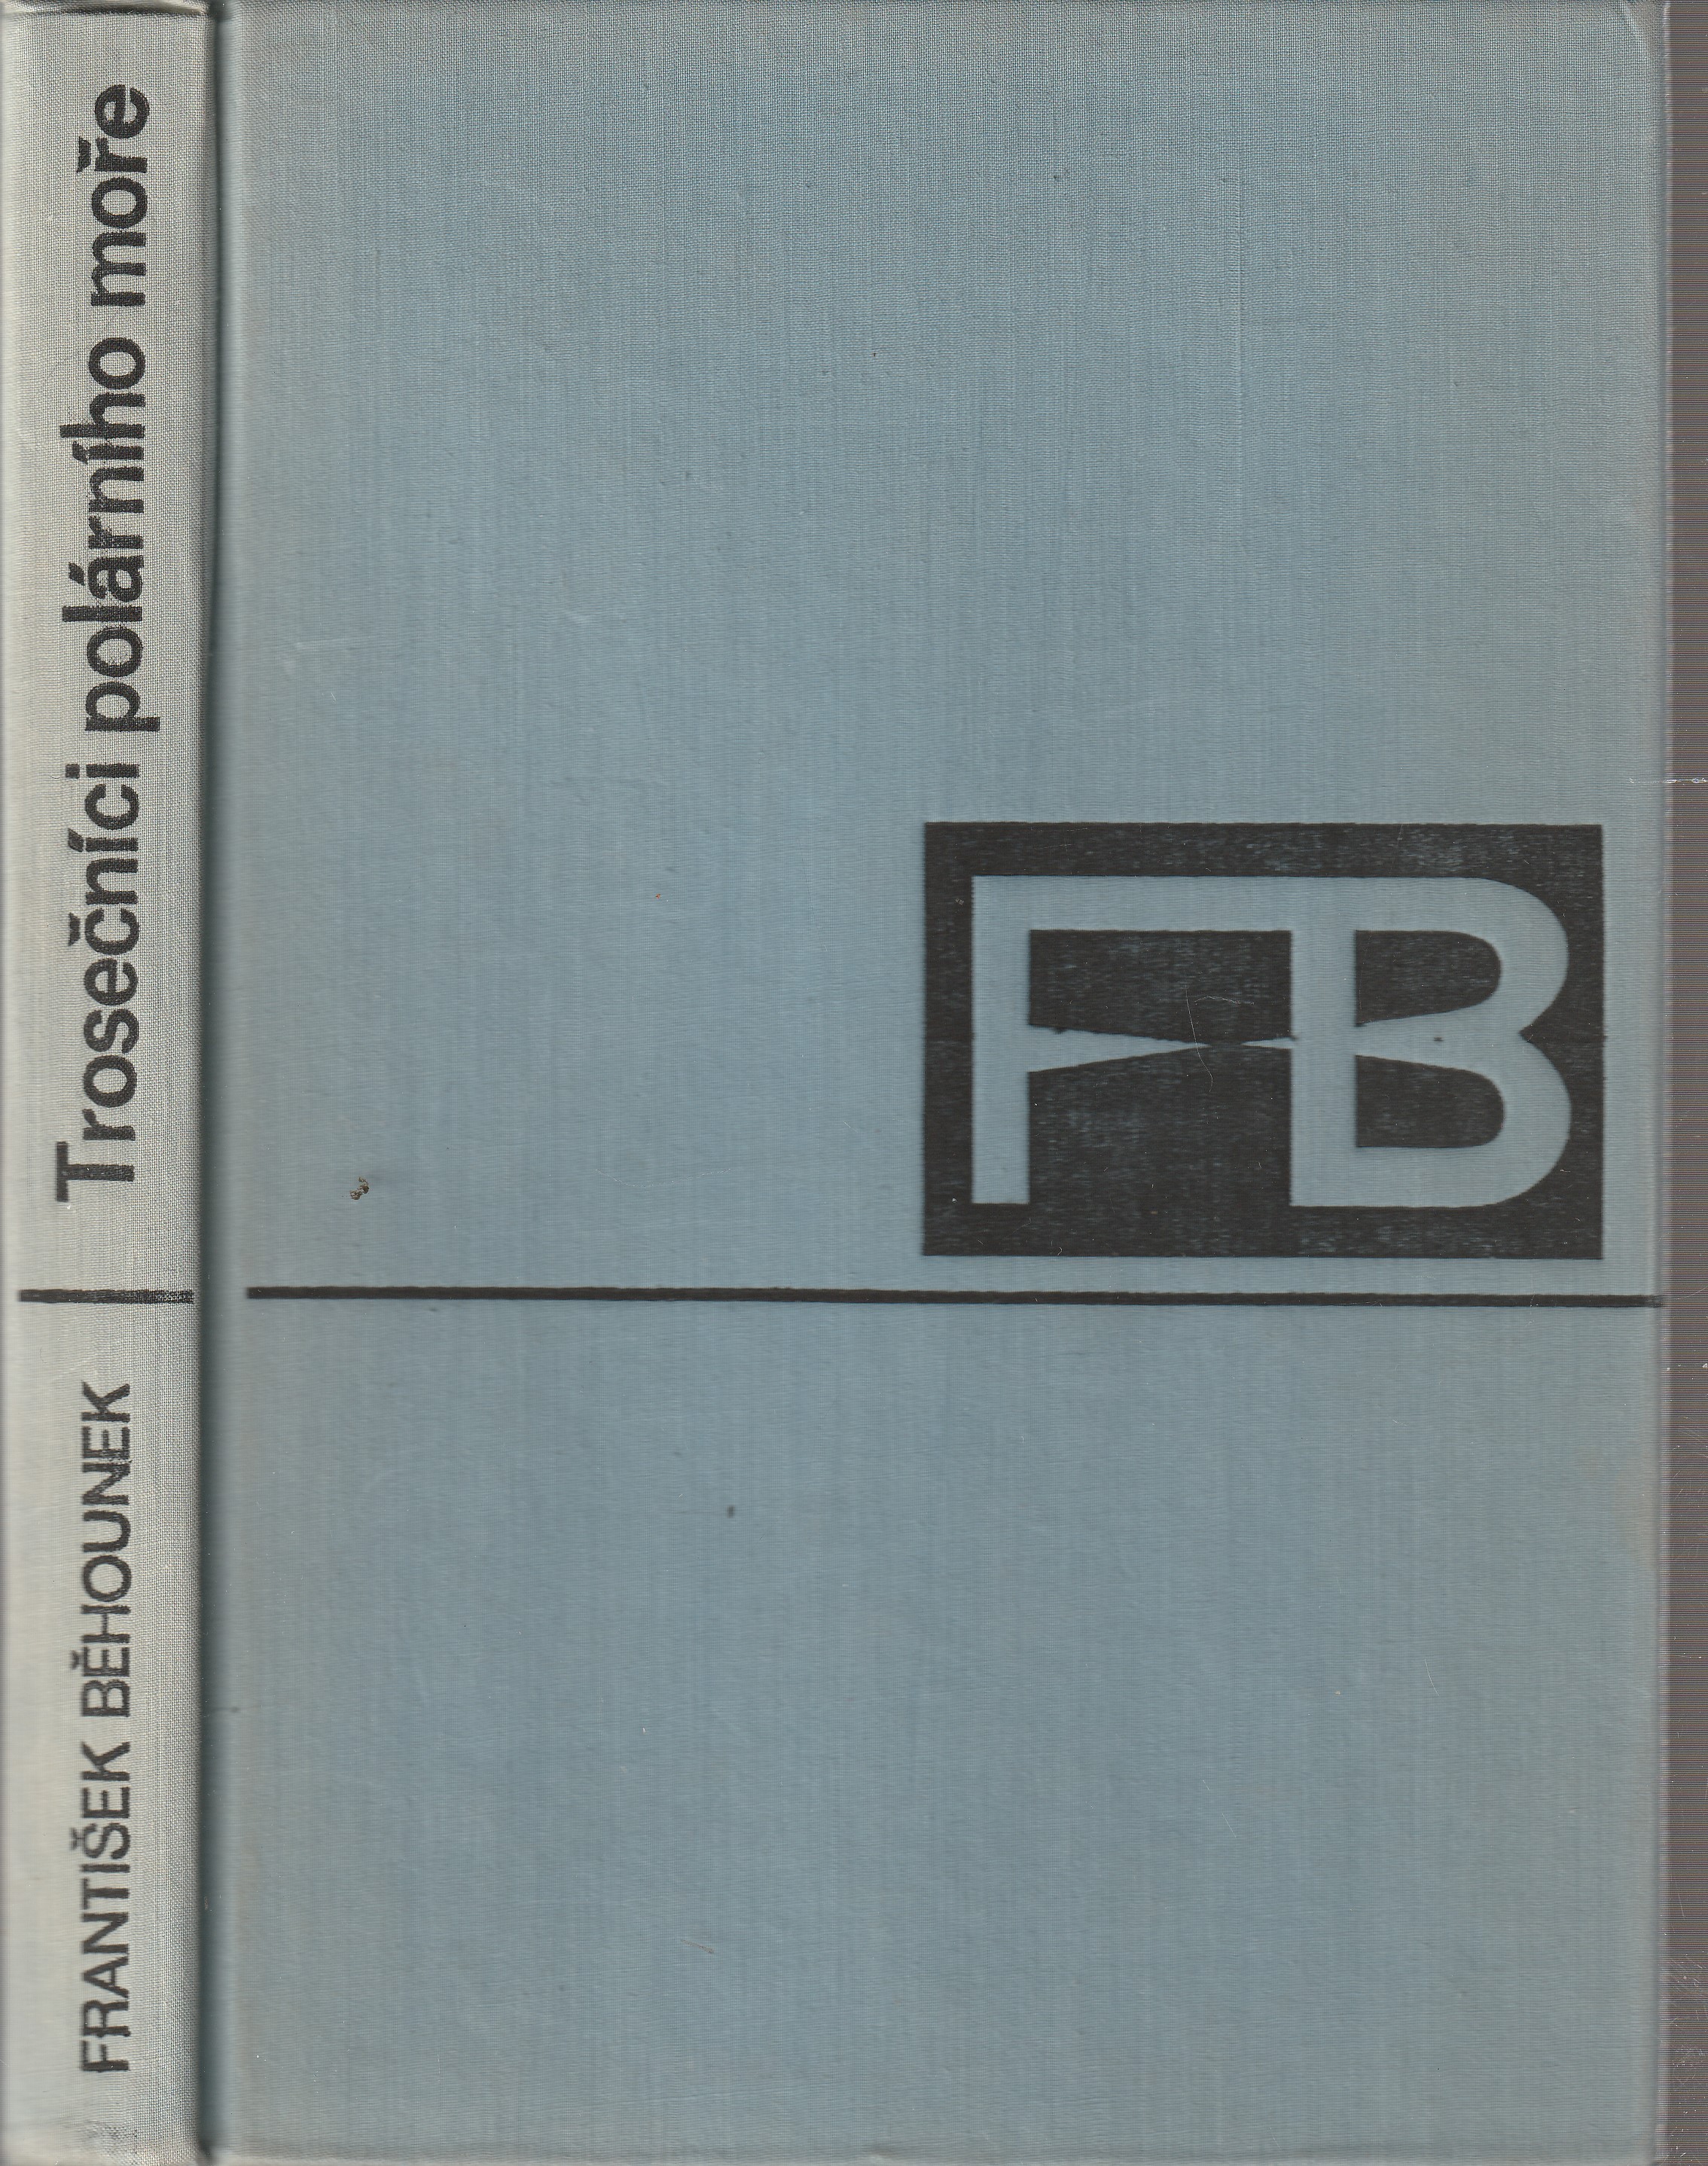 FRANTIŠEK BĚHOUNEK
Trosečníci polárního moře
FB